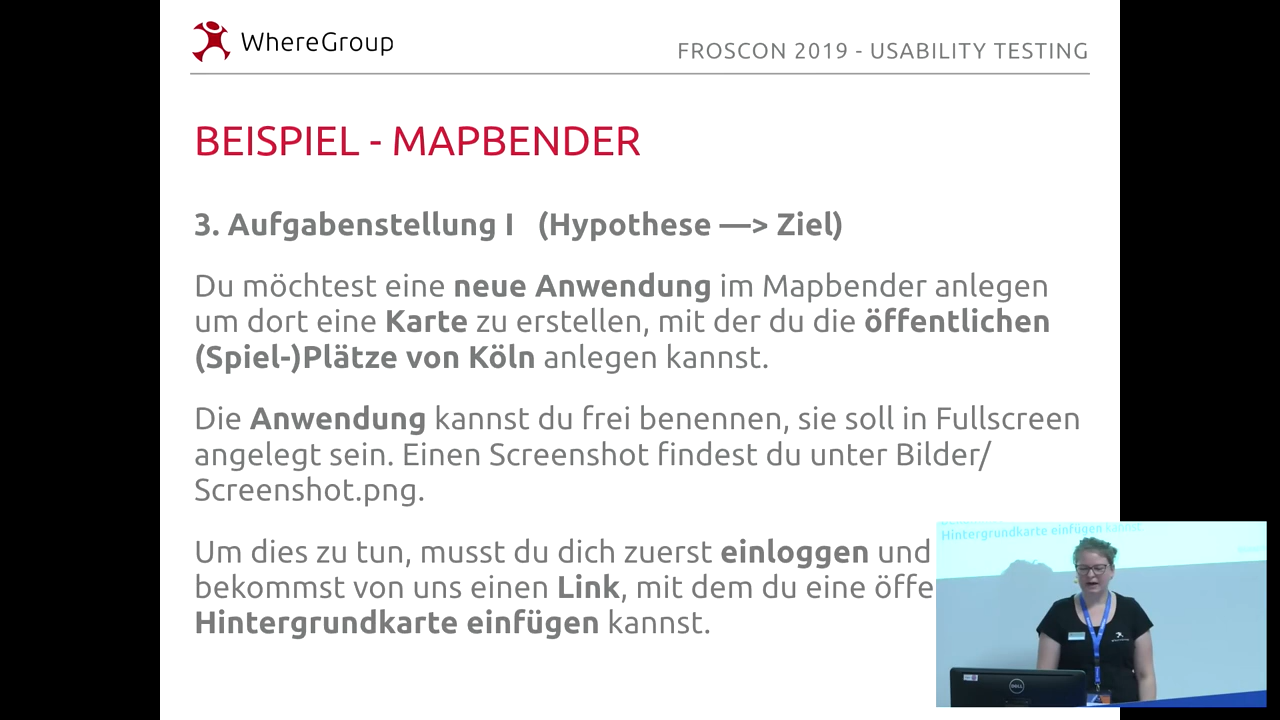 WhereGroup
FROSCON 2019 - USABILITY TESTING
BEISPIEL - MAPBENDER
3. Aufgabenstellung I (Hypothese —> Ziel)
Du möchtest eine neue Anwendung im Mapbender anlegen
um dort eine Karte zu erstellen, mit der du die öffentlichen
(Spiel-)Plätze von Köln anlegen kannst.
Die Anwendung kannst du frei benennen, sie soll in Fullscreen
angelegt sein. Einen Screenshot findest du unter Bilder/
Screenshot.png.
Um dies zu tun, musst du dich zuerst einloggen und
bekommst von uns einen Link, mit dem du eine öffe
Hintergrundkarte einfügen kannst.
Hintergrundkarte einfügen kannst.
DELL